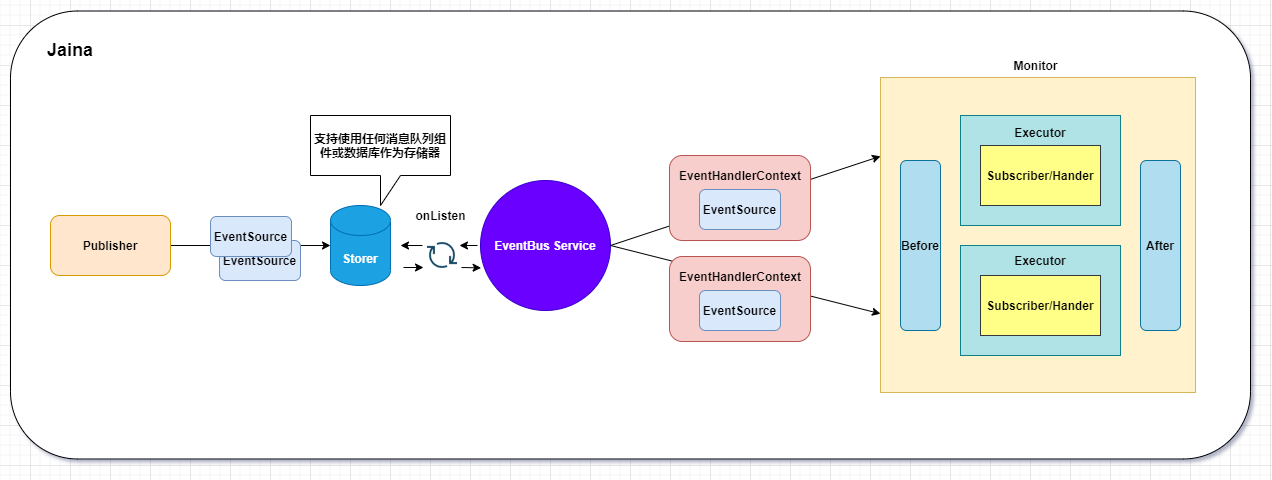 Jaina
Monitor
支持使用任何消息队列组
件或数据库作为存储器
Publisher
EventSource
EventSource
Storer
onListen
EventBus Service
EventHandlerContext
EventSource
EventHandlerContext
EventSource
Before
Executor
Subscriber/Hander
Executor
Subscriber/Hander
After